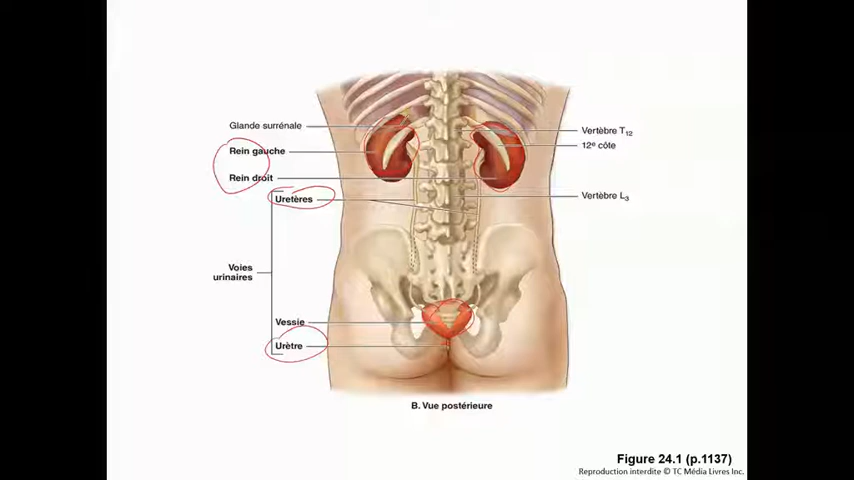 Glande surrénale
Rein gauche
Rein droit
Uretères
Voies
urinaires
Vessie
Urètre
Vertèbre T12
12e côte
Vertèbre L3
B. Vue postérieure
Figure 24.1 (p.1137)
Reproduction interdite © TC Média Livres Inc.